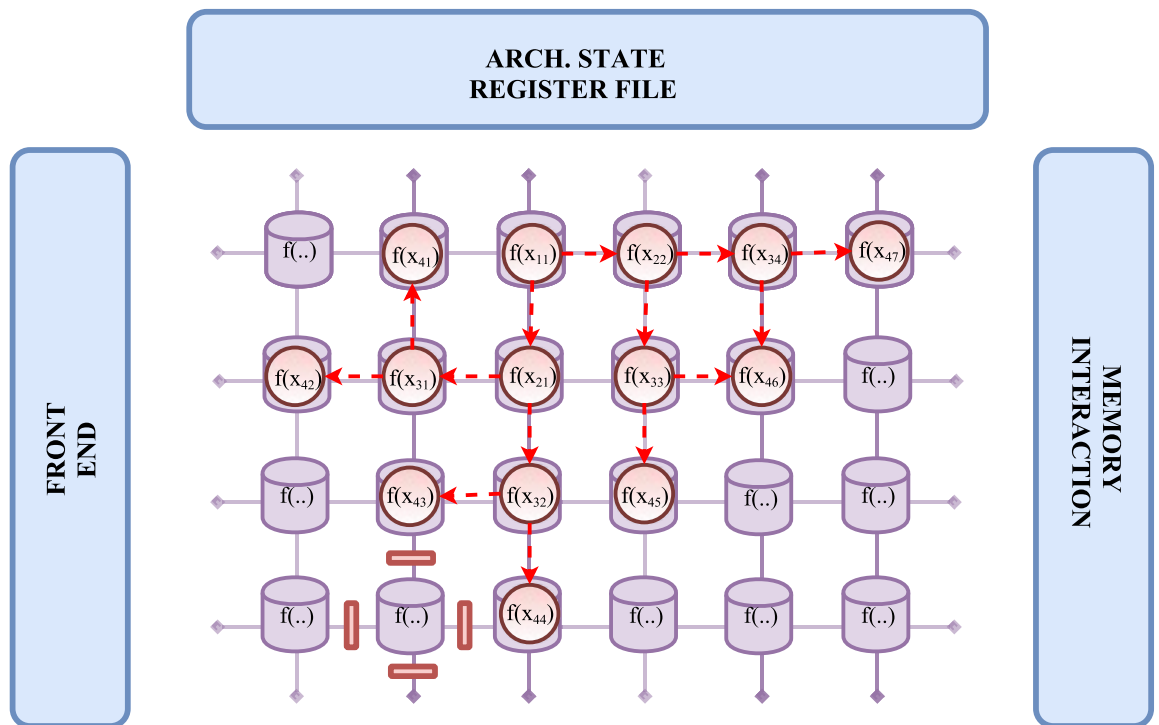 ARCH. STATE
REGISTER FILE
FRONT
END
f(..) f(x₄₁) f(x₁₁) f(x₂₂) f(x₃₄) f(x₄₇)
f(x₄₂) f(x₃₁) f(x₂₁) f(x₃₃) f(x₄₆) f(..)
f(..) f(x₄₃) f(x₃₂) f(x₄₅) f(..) f(..)
f(..) f(..) f(x₄₄) f(..) f(..) f(..)
MEMORY
INTERACTION